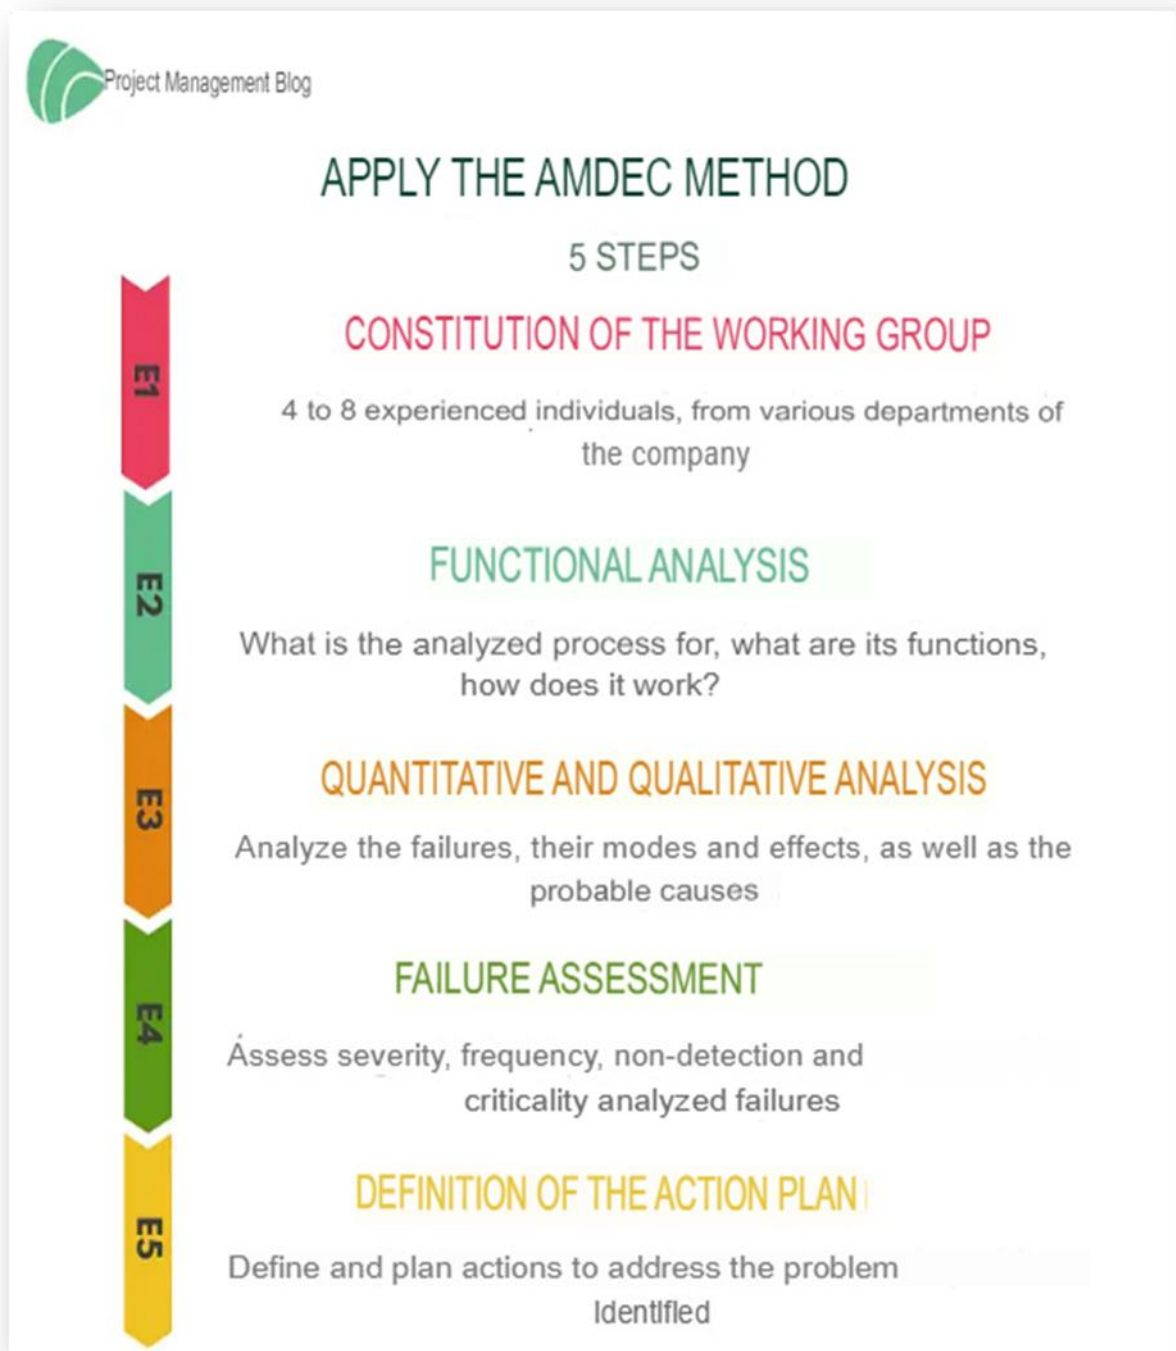 Project Management Blog
APPLY THE AMDEC METHOD
5 STEPS
E1
CONSTITUTION OF THE WORKING GROUP
4 to 8 experienced individuals, from various departments of
the company
E2
FUNCTIONAL ANALYSIS
What is the analyzed process for, what are its functions,
how does it work?
E3
QUANTITATIVE AND QUALITATIVE ANALYSIS
Analyze the failures, their modes and effects, as well as the
probable causes
E4
FAILURE ASSESSMENT
Assess severity, frequency, non-detection and
criticality analyzed failures
E5
DEFINITION OF THE ACTION PLAN
Define and plan actions to address the problem
Identified